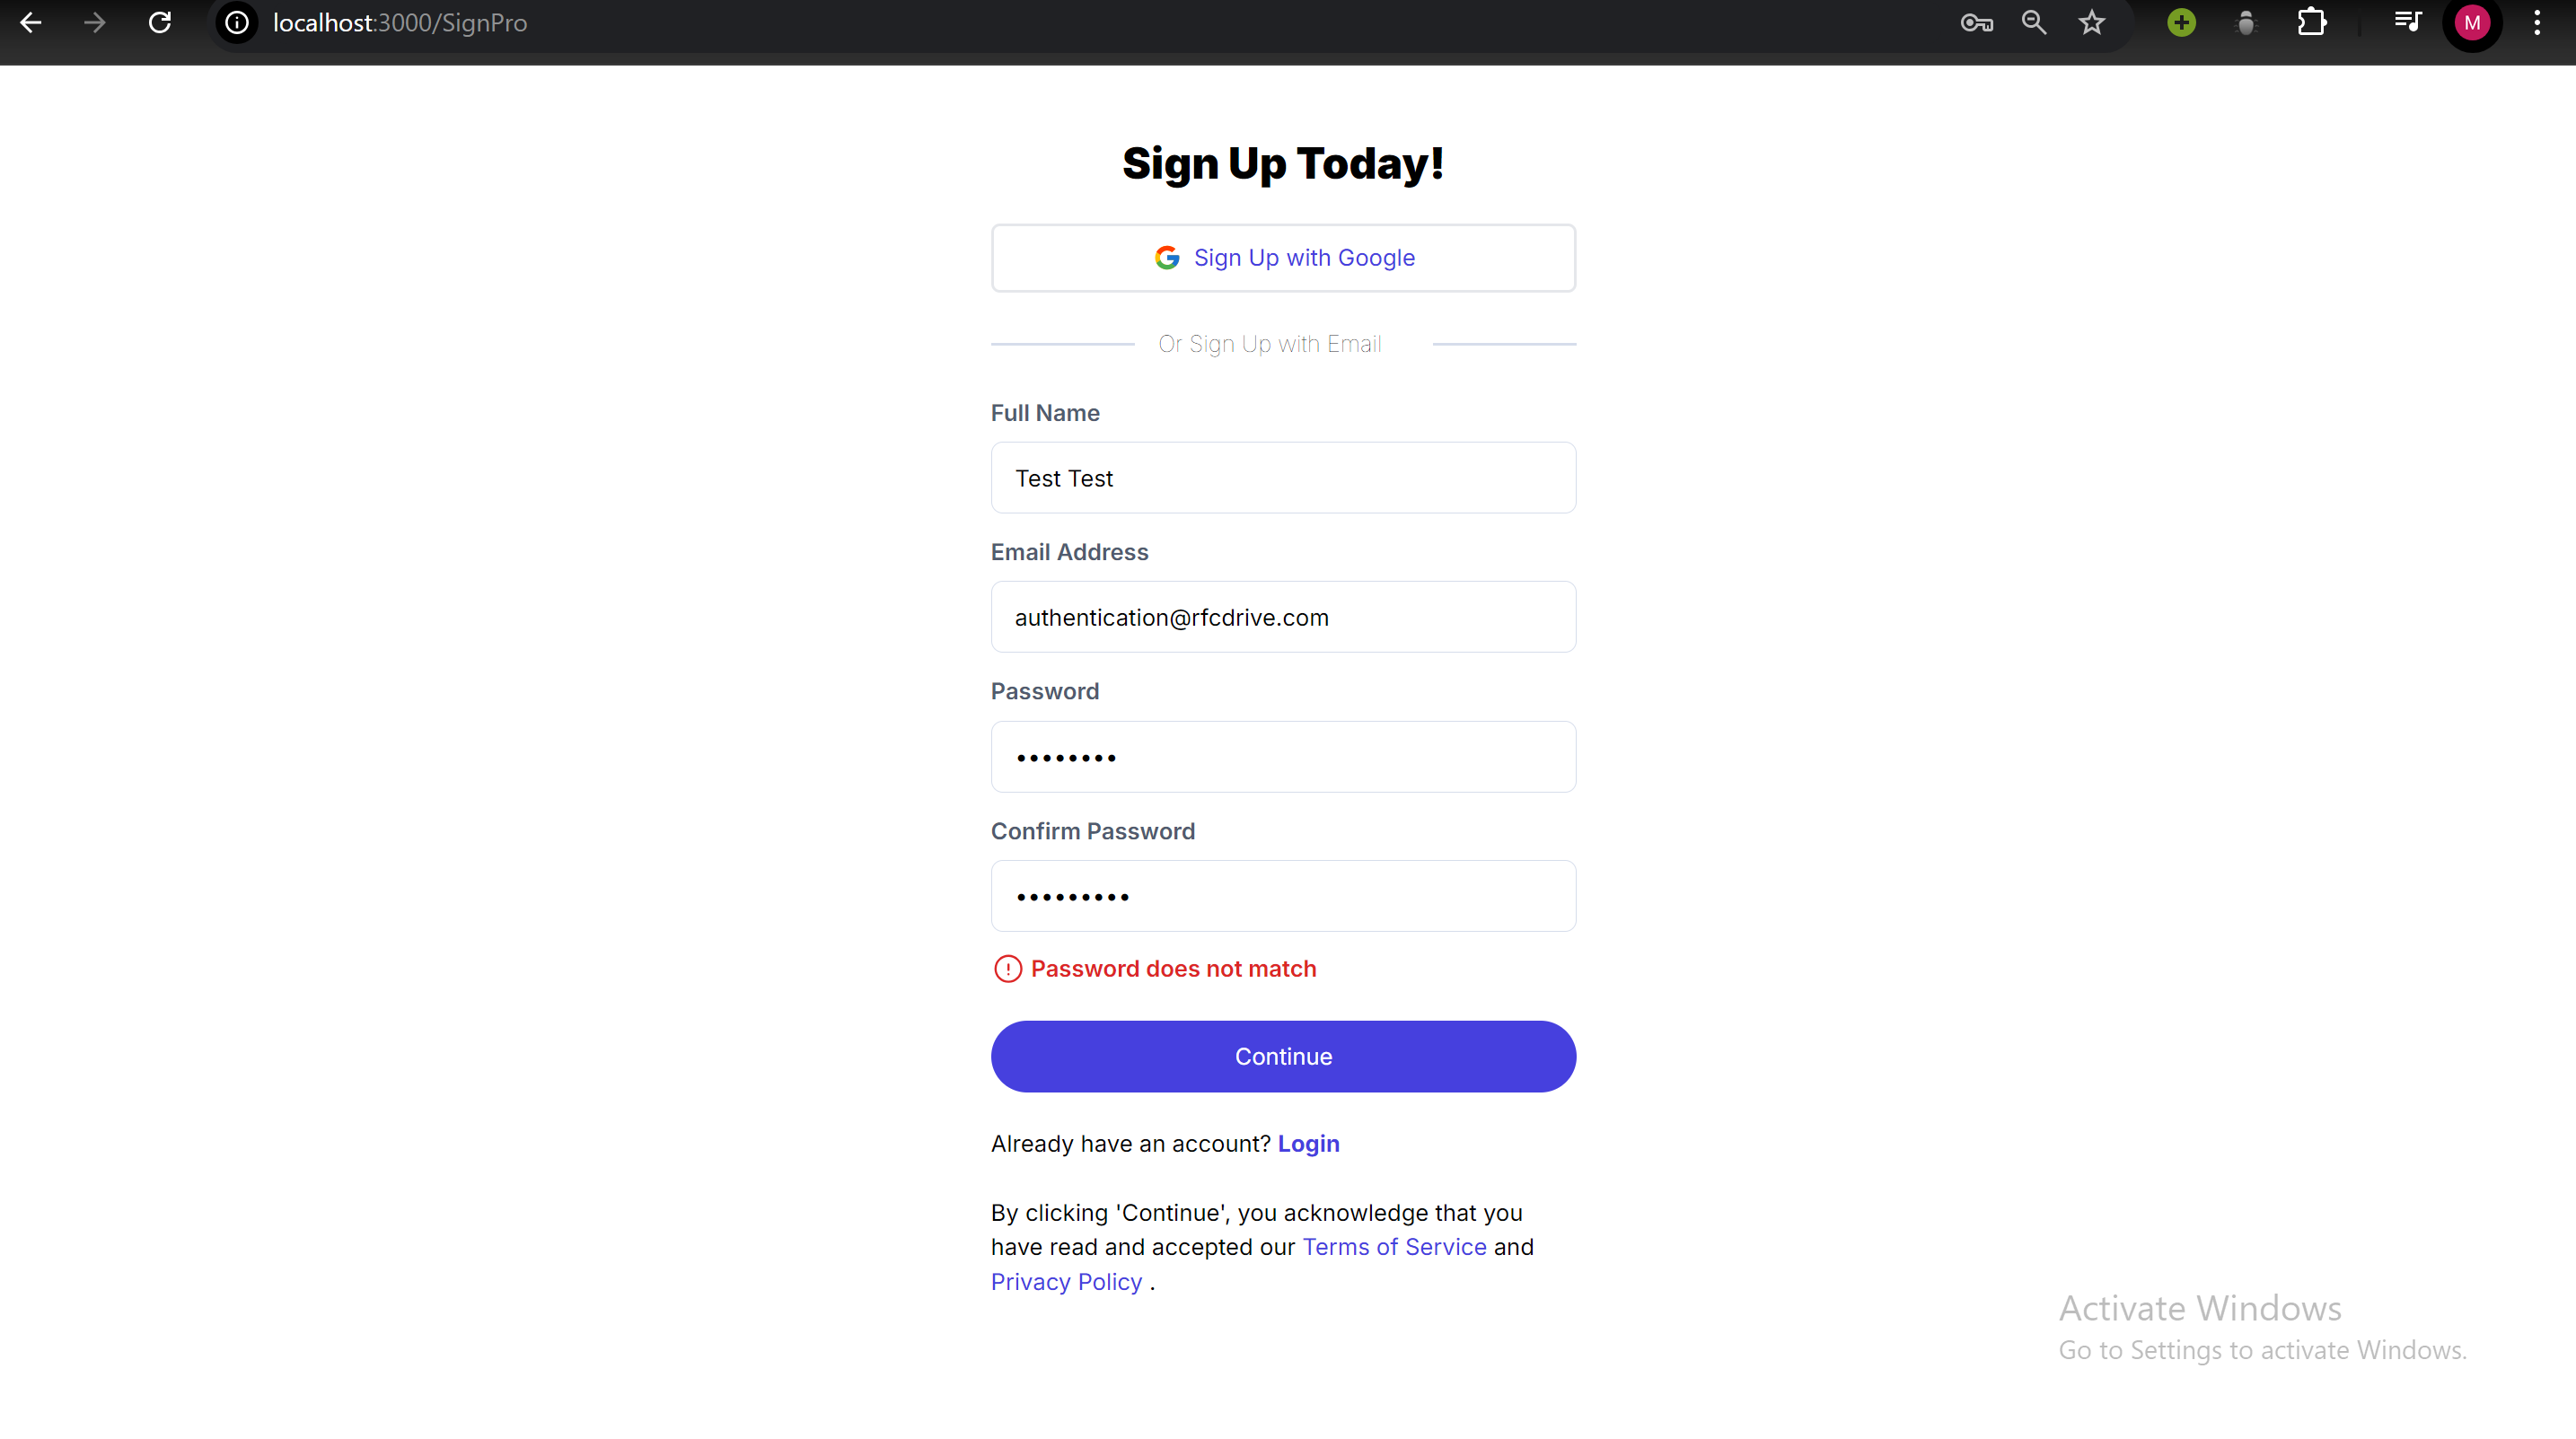 localhost:3000/SignPro
M
Sign Up Today!
Sign Up with Google
Or Sign Up with Email
Full Name
Test Test
Email Address
authentication@rfcdrive.com
Password
••••••••
Confirm Password
•••••••••
Password does not match
Continue
Already have an account? Login
By clicking 'Continue', you acknowledge that you
have read and accepted our Terms of Service and
Privacy Policy .
Activate Windows
Go to Settings to activate Windows.